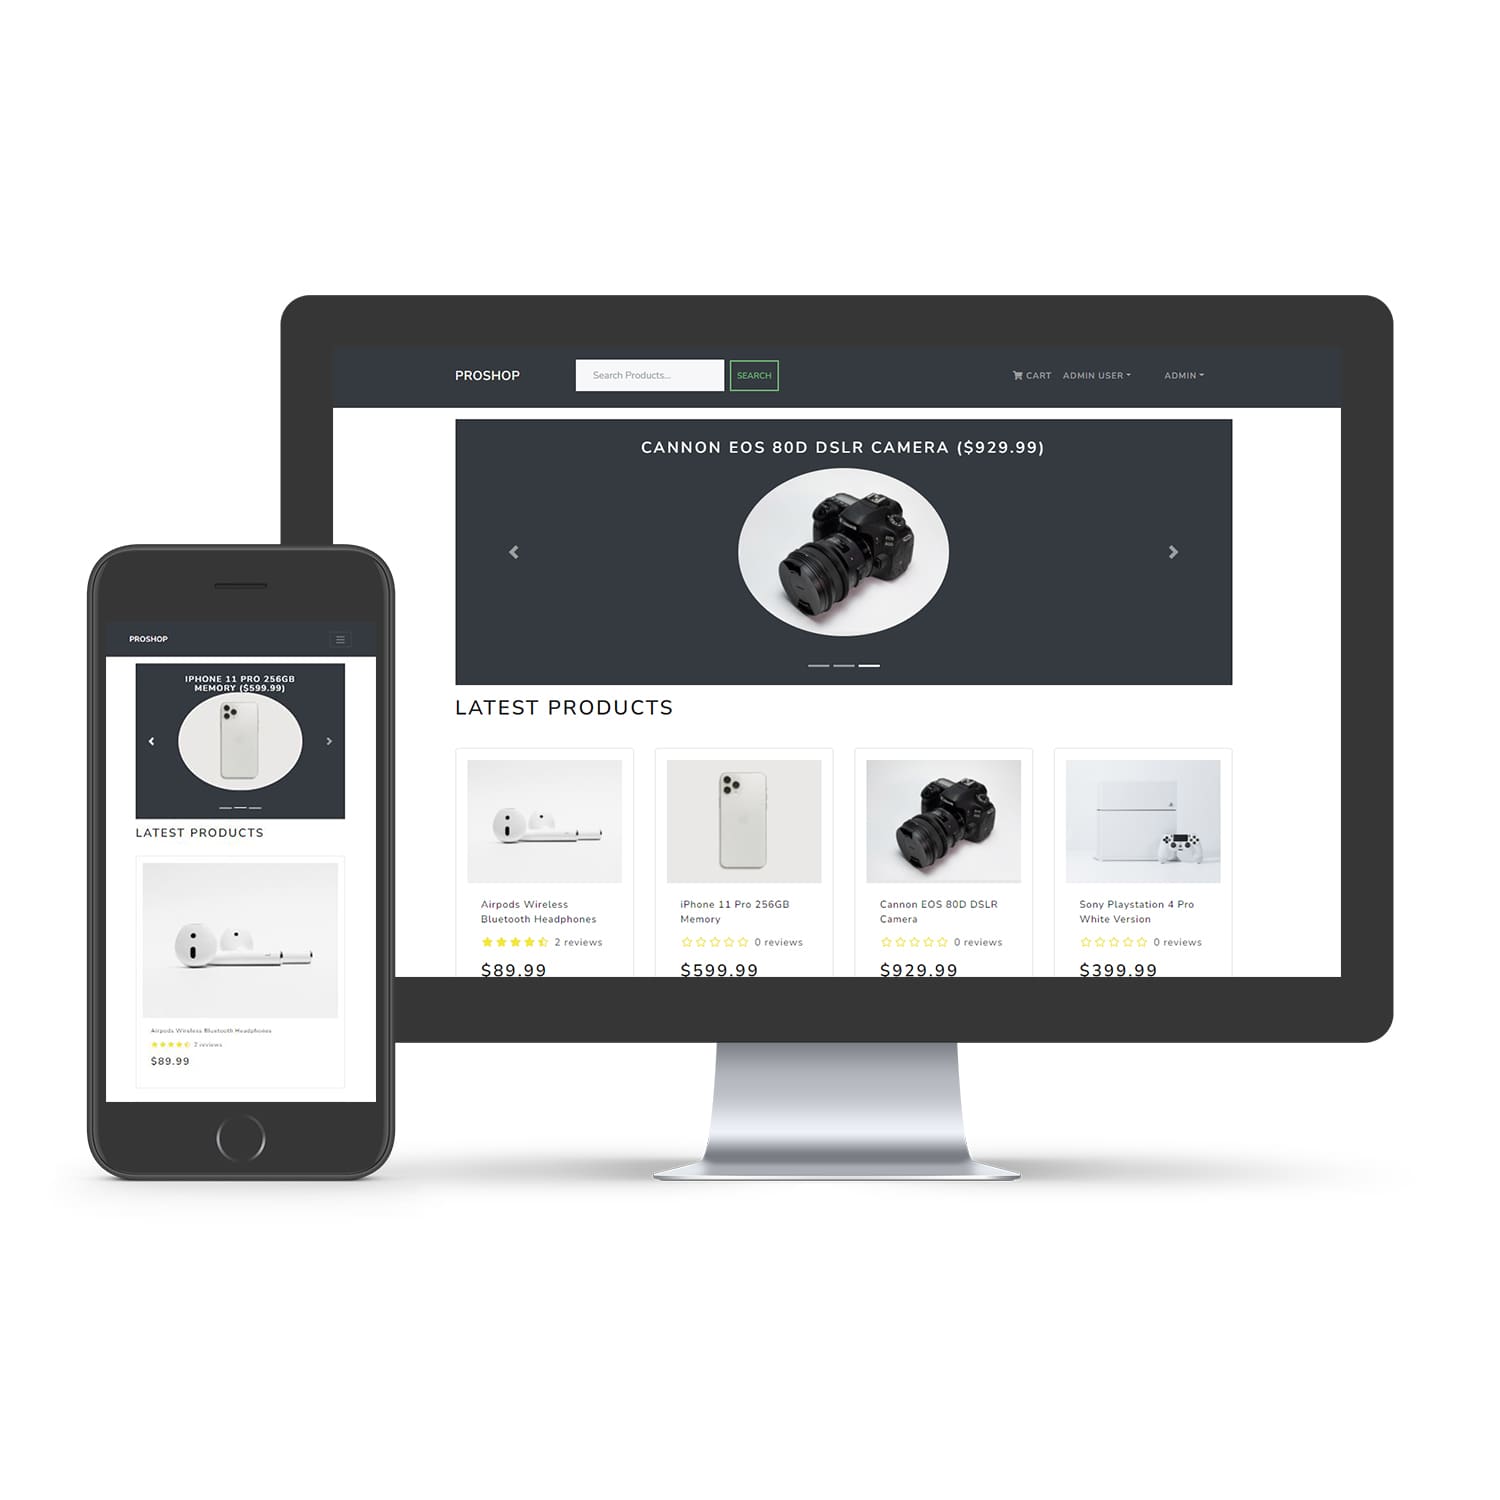 PROSHOP
Search Products...
SEARCH
CART
ADMIN USER
ADMIN
CANNON EOS 80D DSLR CAMERA ($929.99)
LATEST PRODUCTS
Airpods Wireless
Bluetooth Headphones
2 reviews
$89.99
iPhone 11 Pro 256GB
Memory
0 reviews
$599.99
Cannon EOS 80D DSLR
Camera
0 reviews
$929.99
Sony Playstation 4 Pro
White Version
0 reviews
$399.99
PROSHOP
IPHONE 11 PRO 256GB
MEMORY ($599.99)
LATEST PRODUCTS
Airpods Wireless Bluetooth Headphones
2 reviews
$89.99